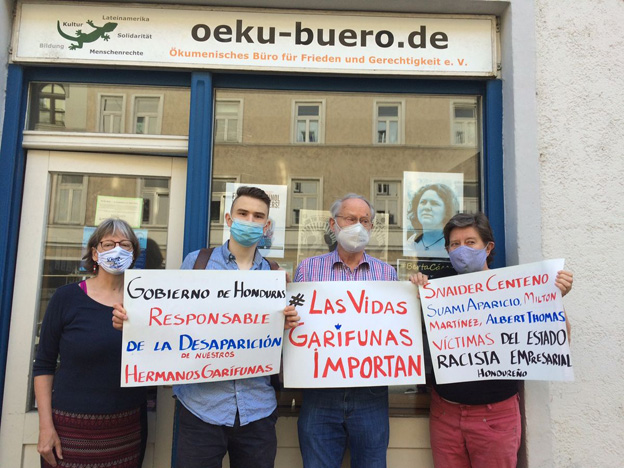 Kultur
Lateinamerika
Solidarität
Bildung
Menschenrechte
oeku-buero.de
Ökumenisches Büro für Frieden und Gerechtigkeit e. V.
#BertaCác
GOBIERNO DE HONDURAS
RESPONSABLE
DE LA DESAPARICIÓN
DE NUESTROS
HERMANOS GARÍFUNAS
#LAS VIDAS
GARÍFUNAS
IMPORTAN
SNAIDER CENTENO
SUAMI APARICIO, MILTON
MARTÍNEZ, ALBERT THOMAS
VÍCTIMAS DEL ESTADO
RACISTA EMPRESARIAL
HONDUREÑO